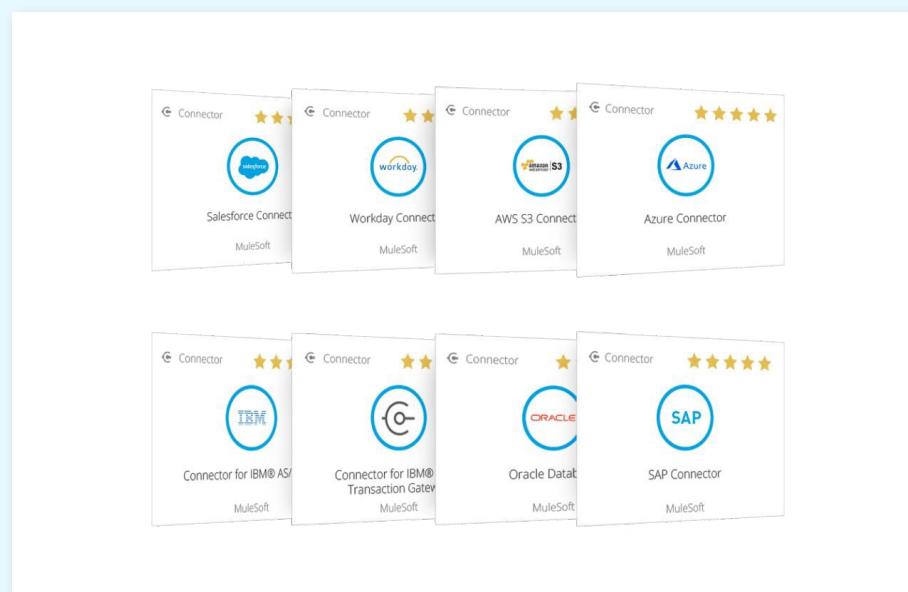 Connector
Connector
Connector
Connector
salesforce
workday.
amazon S3
Azure
Salesforce Connect
Workday Connect
AWS S3 Connect
Azure Connector
MuleSoft
MuleSoft
MuleSoft
MuleSoft
Connector
Connector
Connector
Connector
IBM
ORACLE
SAP
Connector for IBM® AS/
Connector for IBM®
Transaction Gatew
Oracle Datab
SAP Connector
MuleSoft
MuleSoft
MuleSoft
MuleSoft